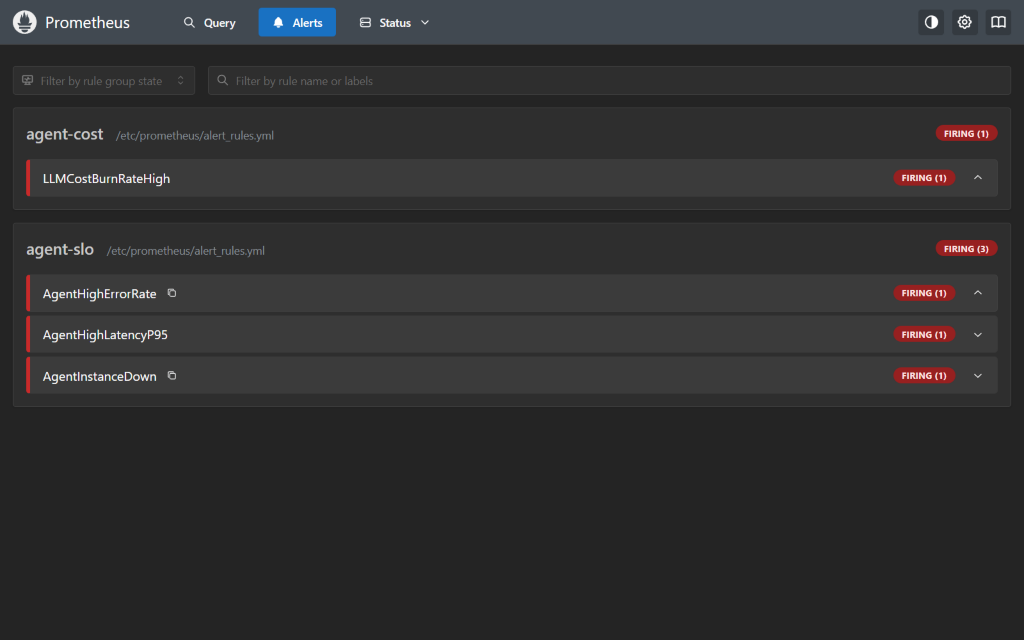 Prometheus Query Alerts Status
Filter by rule group state Filter by rule name or labels
agent-cost /etc/prometheus/alert_rules.yml FIRING (1)
LLMCostBurnRateHigh FIRING (1)
agent-slo /etc/prometheus/alert_rules.yml FIRING (3)
AgentHighErrorRate FIRING (1)
AgentHighLatencyP95 FIRING (1)
AgentInstanceDown FIRING (1)